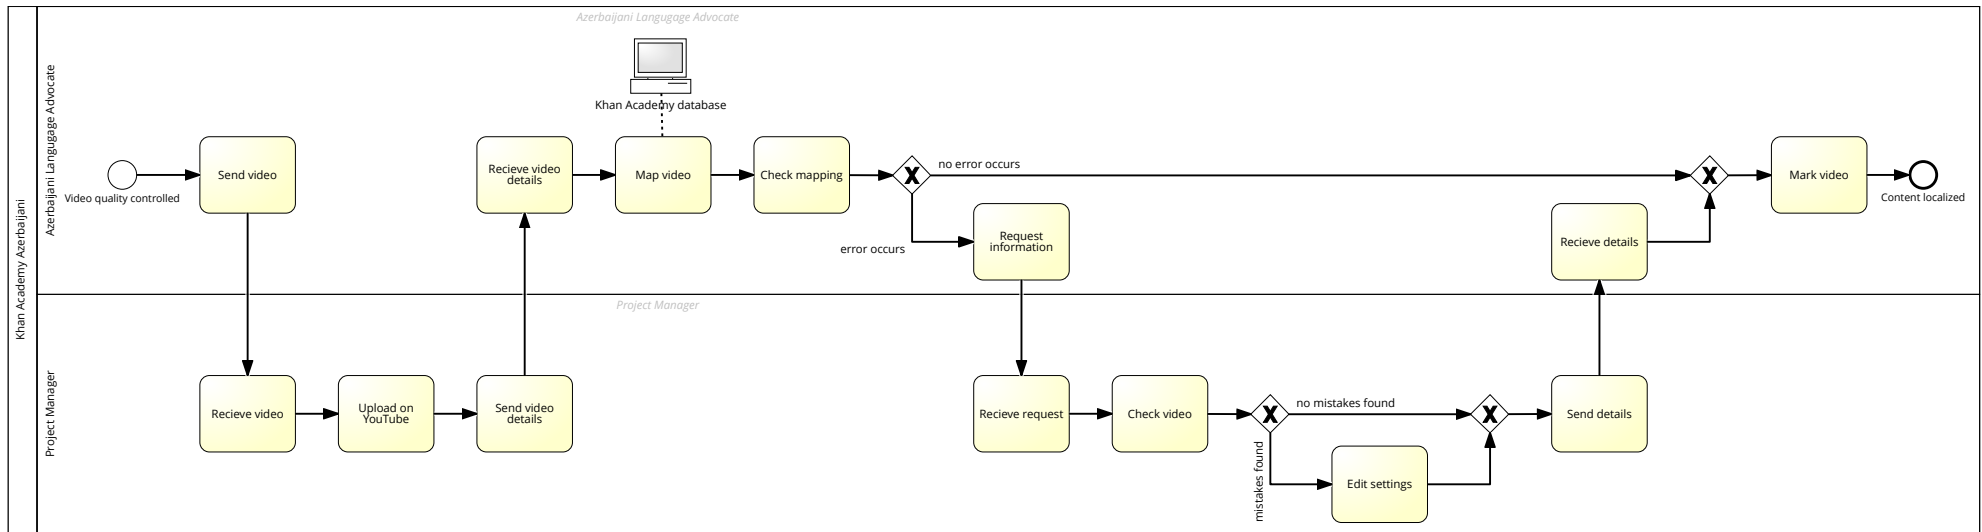 Azerbaijani Langugage Advocate
Khan Academy Azerbaijani
Azerbaijani Langugage Advocate
Khan Academy database
Video quality controlled
Send video
Recieve video
details
Map video
Check mapping
no error occurs
error occurs
Request
information
Recieve details
Mark video
Content localized
Project Manager
Project Manager
Recieve video
Upload on
YouTube
Send video
details
Recieve request
Check video
no mistakes found
mistakes found
Edit settings
Send details